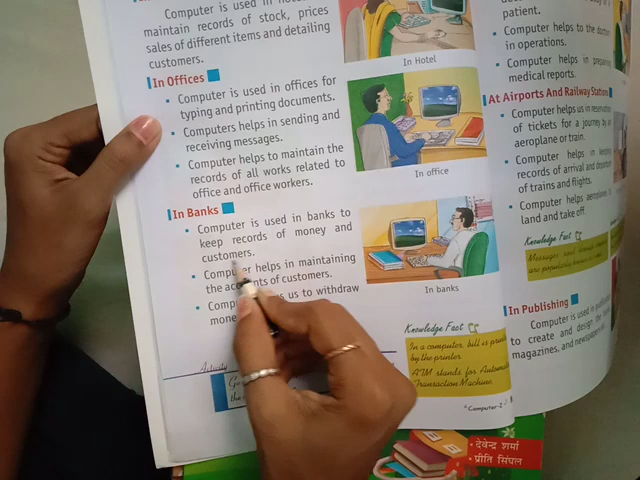 Computer is used in
maintain records of stock, prices
sales of different items and detailing
customers.
In Hotel
In Offices
• Computer is used in offices for
typing and printing documents.
• Computers helps in sending and
receiving messages.
• Computer helps to maintain the
records of all works related to
office and office workers.
In office
In Banks
• Computer is used in banks to
keep records of money and
customers.
• Computer helps in maintaining
the accounts of customers.
• us to withdraw
In banks
Activity
Knowledge Fact
In a computer, bill is
by the printer.
ATM stands for
Transaction Machine.
"Computer-2"
patient.
• Computer helps to the
in operations.
• Computer helps in
medical reports.
At Airports And Railway Station
• Computer helps us in
of tickets for a journey by
aeroplane or train.
• Computer helps in
records of arrival and
of trains and flights.
• Computer helps
land and take off.
Knowledge Fact
Messages
are popularly
In Publishing
Computer is used in
to create and design the
magazines, and
• देवेन्द्र शर्मा
• प्रीति सिंघल